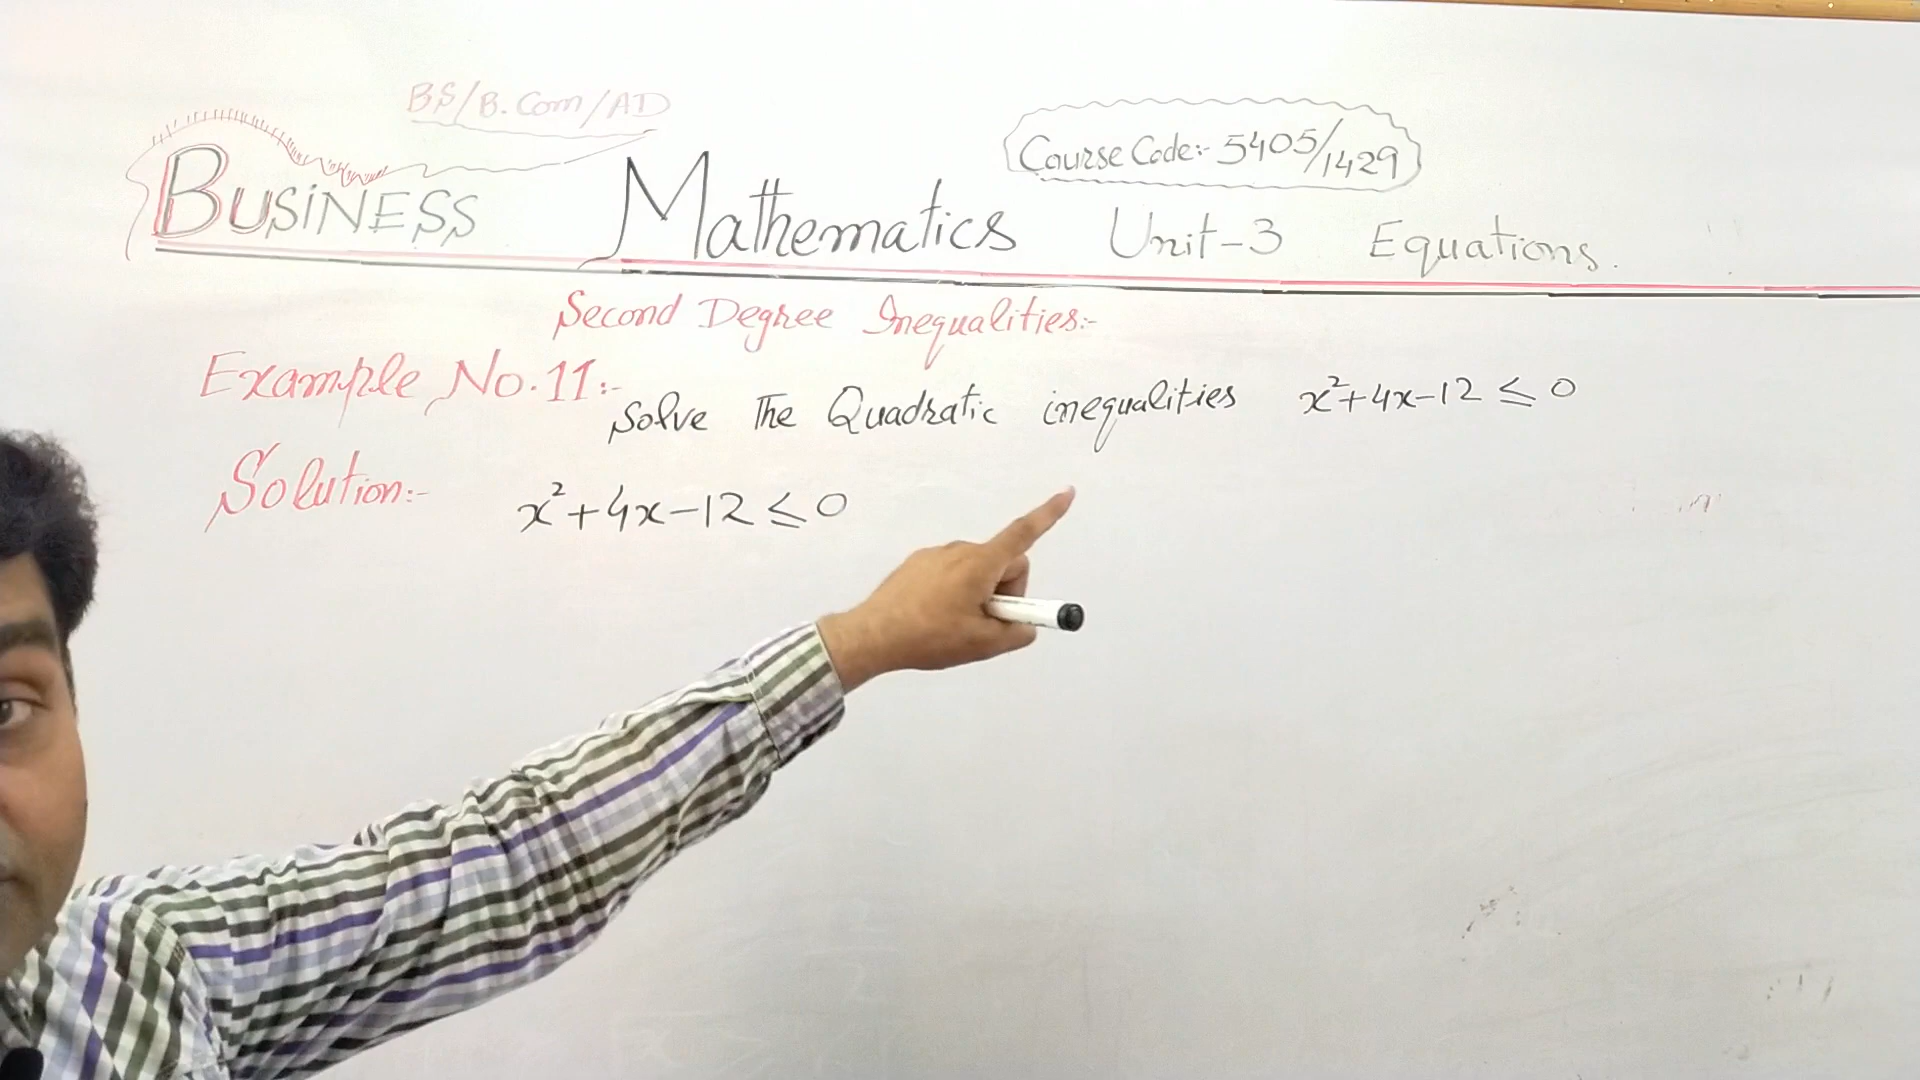 BS/B.Com/AD
Course Code:- 5405/1429
BUSiNESS Mathematics Unit-3 Equations.
Second Degree Inequalities:-
Example No.11:- Solve The Quadratic inequalities x²+4x-12 ≤ 0
Solution:- x²+4x-12 ≤ 0